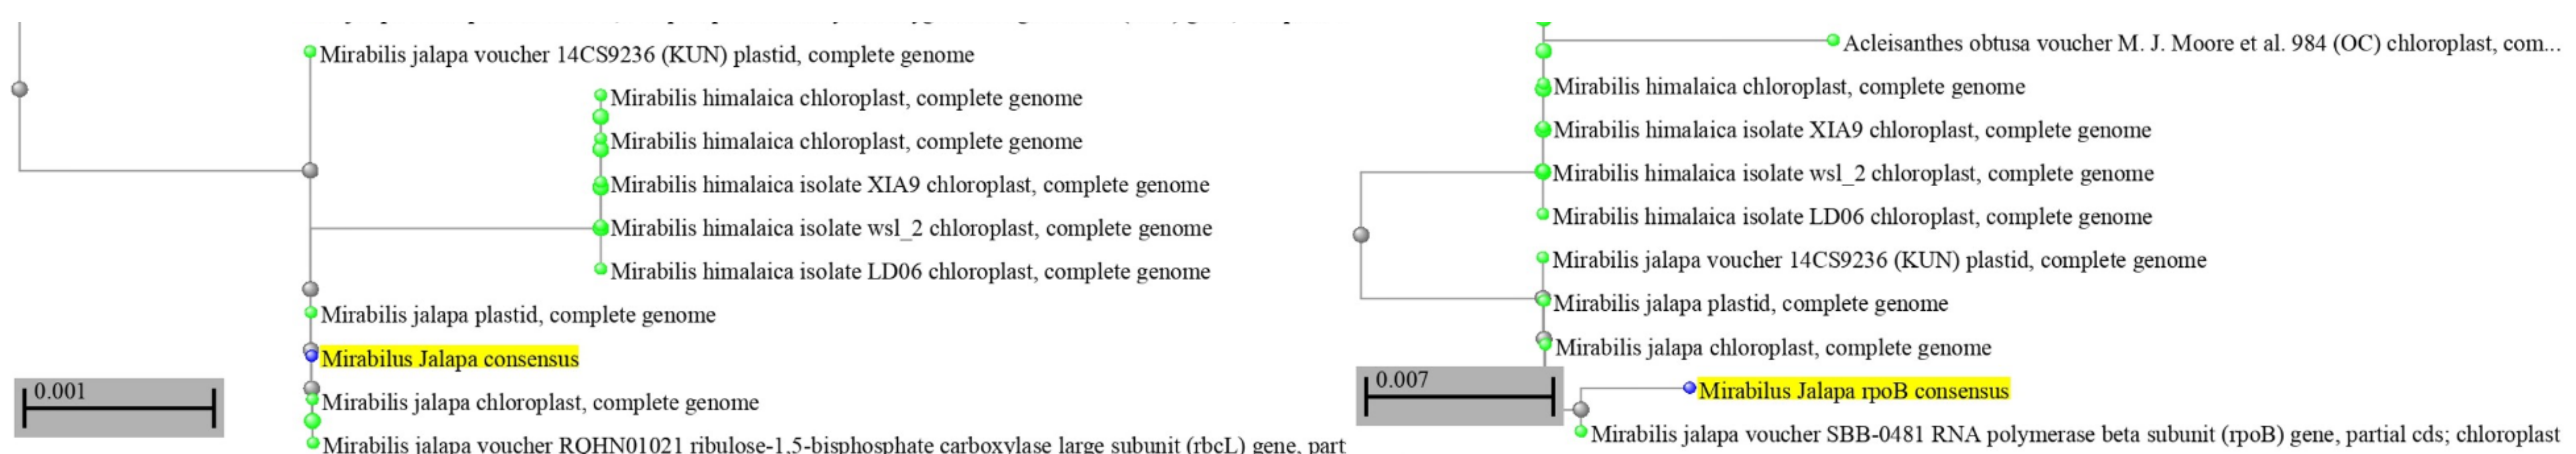 Mirabilis jalapa voucher 14CS9236 (KUN) plastid, complete genome
Mirabilis himalaica chloroplast, complete genome
Mirabilis himalaica chloroplast, complete genome
Mirabilis himalaica isolate XIA9 chloroplast, complete genome
Mirabilis himalaica isolate wsl_2 chloroplast, complete genome
Mirabilis himalaica isolate LD06 chloroplast, complete genome
Mirabilis jalapa plastid, complete genome
Mirabilus Jalapa consensus
0.001
Mirabilis jalapa chloroplast, complete genome
Mirabilis jalapa voucher ROHN01021 ribulose-1,5-bisphosphate carboxylase large subunit (rbcL) gene, part
Acleisanthes obtusa voucher M. J. Moore et al. 984 (OC) chloroplast, com...
Mirabilis himalaica chloroplast, complete genome
Mirabilis himalaica isolate XIA9 chloroplast, complete genome
Mirabilis himalaica isolate wsl_2 chloroplast, complete genome
Mirabilis himalaica isolate LD06 chloroplast, complete genome
Mirabilis jalapa voucher 14CS9236 (KUN) plastid, complete genome
Mirabilis jalapa plastid, complete genome
Mirabilis jalapa chloroplast, complete genome
0.007
Mirabilus Jalapa rpoB consensus
Mirabilis jalapa voucher SBB-0481 RNA polymerase beta subunit (rpoB) gene, partial cds; chloroplast